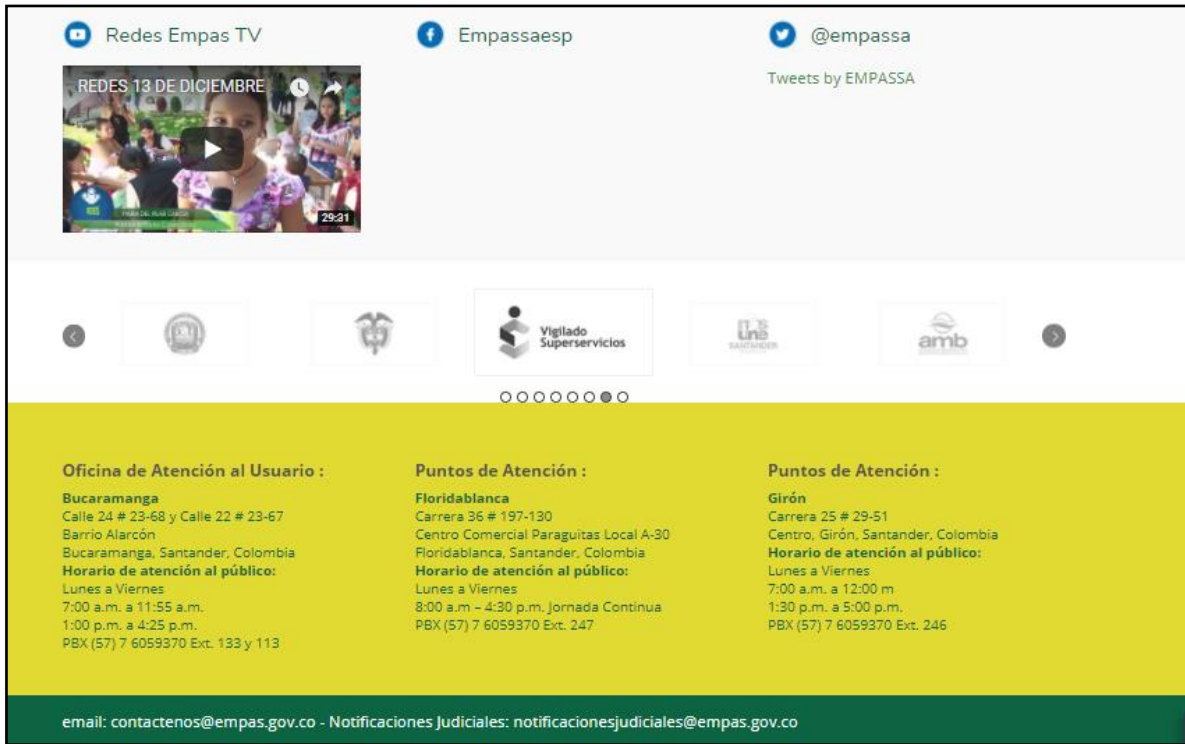 Redes Empas TV
Empassaesp
@empassa
Tweets by EMPASSA
REDES 13 DE DICIEMBRE
29:31
Vigilado
Superservicios
Une
SANTANDER
amb
Oficina de Atención al Usuario :
Bucaramanga
Calle 24 # 23-68 y Calle 22 # 23-67
Barrio Alarcón
Bucaramanga, Santander, Colombia
Horario de atención al público:
Lunes a Viernes
7:00 a.m. a 11:55 a.m.
1:00 p.m. a 4:25 p.m.
PBX (57) 7 6059370 Ext. 133 y 113
Puntos de Atención :
Floridablanca
Carrera 36 # 197-130
Centro Comercial Paraguitas Local A-30
Floridablanca, Santander, Colombia
Horario de atención al público:
Lunes a Viernes
8:00 a.m – 4:30 p.m. Jornada Continua
PBX (57) 7 6059370 Ext. 247
Puntos de Atención :
Girón
Carrera 25 # 29-51
Centro, Girón, Santander, Colombia
Horario de atención al público:
Lunes a Viernes
7:00 a.m. a 12:00 m
1:30 p.m. a 5:00 p.m.
PBX (57) 7 6059370 Ext. 246
email: contactenos@empas.gov.co - Notificaciones Judiciales: notificacionesjudiciales@empas.gov.co